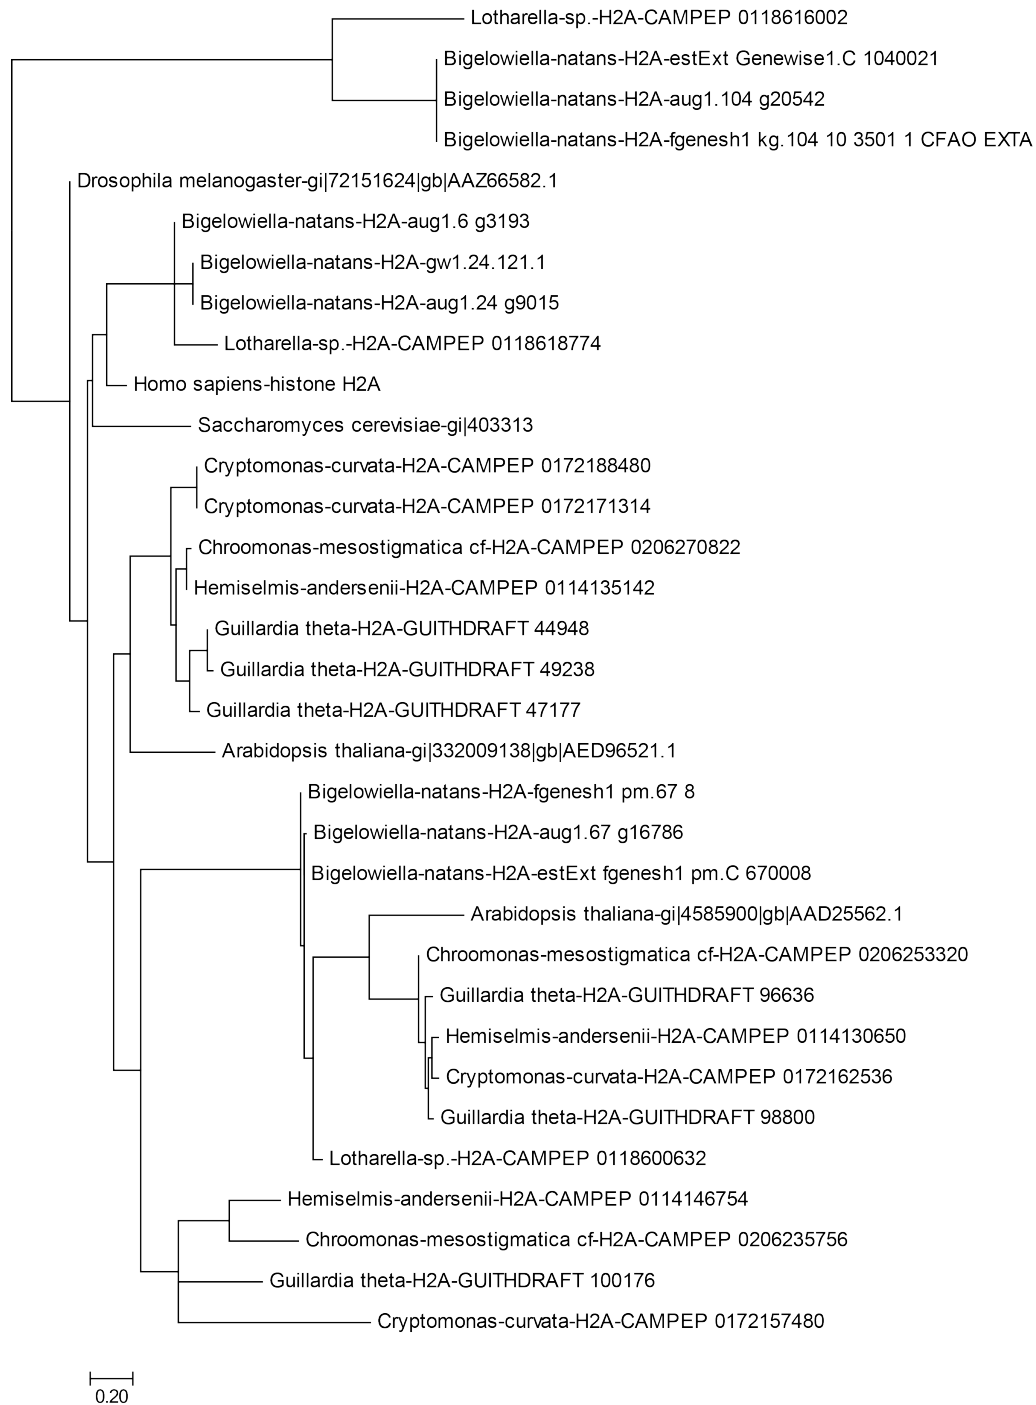 Lotharella-sp.-H2A-CAMPEP 0118616002
Bigelowiella-natans-H2A-estExt Genewise1.C 1040021
Bigelowiella-natans-H2A-aug1.104 g20542
Bigelowiella-natans-H2A-fgenesh1 kg.104 10 3501 1 CFAO EXTA
Drosophila melanogaster-gi|72151624|gb|AAZ66582.1
Bigelowiella-natans-H2A-aug1.6 g3193
Bigelowiella-natans-H2A-gw1.24.121.1
Bigelowiella-natans-H2A-aug1.24 g9015
Lotharella-sp.-H2A-CAMPEP 0118618774
Homo sapiens-histone H2A
Saccharomyces cerevisiae-gi|403313
Cryptomonas-curvata-H2A-CAMPEP 0172188480
Cryptomonas-curvata-H2A-CAMPEP 0172171314
Chroomonas-mesostigmatica cf-H2A-CAMPEP 0206270822
Hemiselmis-andersenii-H2A-CAMPEP 0114135142
Guillardia theta-H2A-GUITHDRAFT 44948
Guillardia theta-H2A-GUITHDRAFT 49238
Guillardia theta-H2A-GUITHDRAFT 47177
Arabidopsis thaliana-gi|332009138|gb|AED96521.1
Bigelowiella-natans-H2A-fgenesh1 pm.67 8
Bigelowiella-natans-H2A-aug1.67 g16786
Bigelowiella-natans-H2A-estExt fgenesh1 pm.C 670008
Arabidopsis thaliana-gi|4585900|gb|AAD25562.1
Chroomonas-mesostigmatica cf-H2A-CAMPEP 0206253320
Guillardia theta-H2A-GUITHDRAFT 96636
Hemiselmis-andersenii-H2A-CAMPEP 0114130650
Cryptomonas-curvata-H2A-CAMPEP 0172162536
Guillardia theta-H2A-GUITHDRAFT 98800
Lotharella-sp.-H2A-CAMPEP 0118600632
Hemiselmis-andersenii-H2A-CAMPEP 0114146754
Chroomonas-mesostigmatica cf-H2A-CAMPEP 0206235756
Guillardia theta-H2A-GUITHDRAFT 100176
Cryptomonas-curvata-H2A-CAMPEP 0172157480
0.20